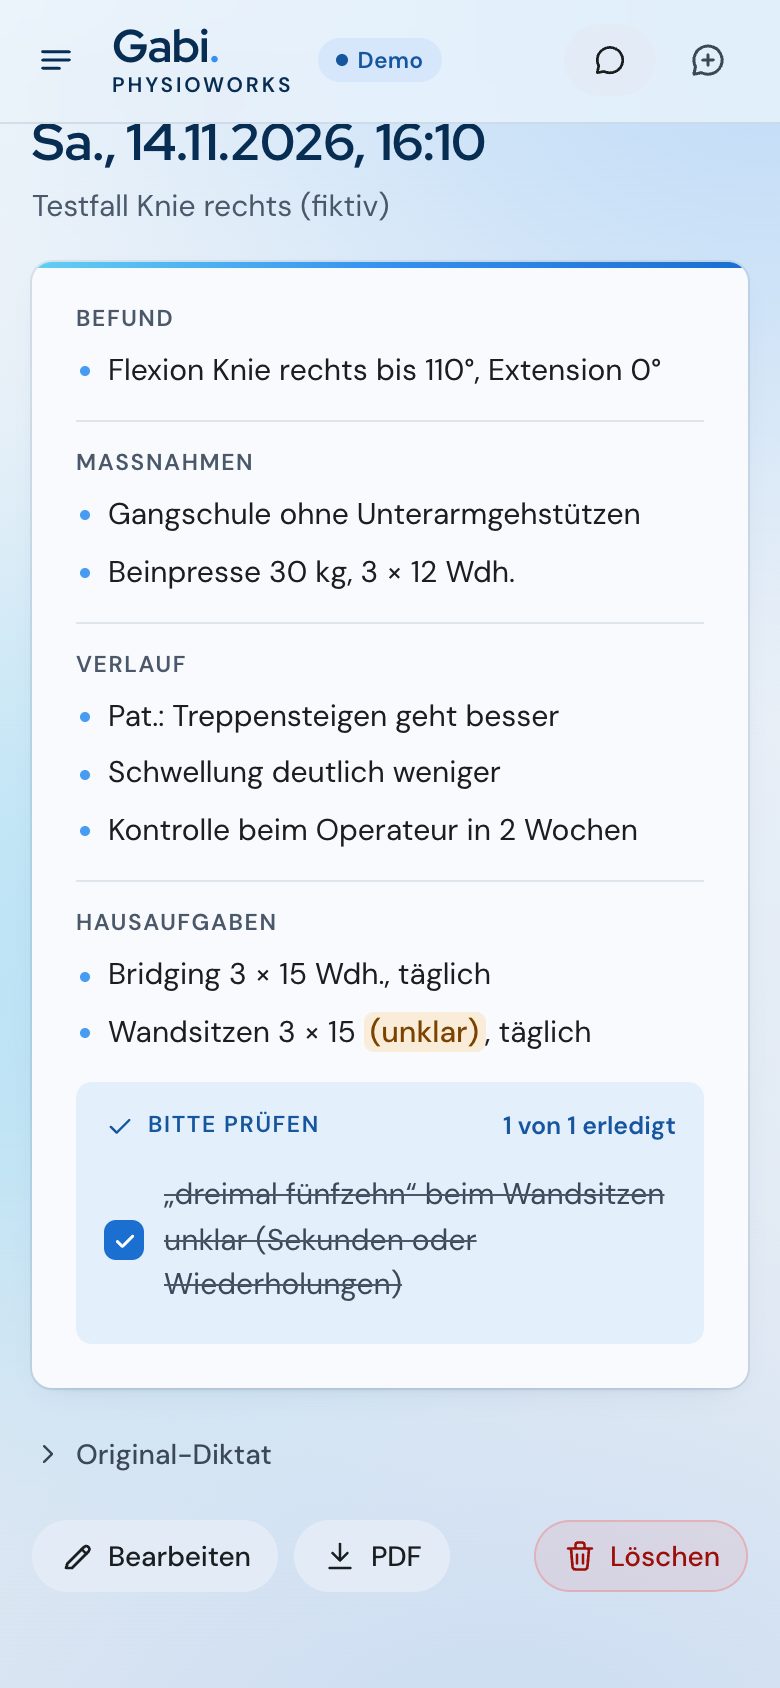 Gabi.
PHYSIOWORKS
Demo
Sa., 14.11.2026, 16:10
Testfall Knie rechts (fiktiv)
BEFUND
Flexion Knie rechts bis 110°, Extension 0°
MASSNAHMEN
Gangschule ohne Unterarmgehstützen
Beinpresse 30 kg, 3 × 12 Wdh.
VERLAUF
Pat.: Treppensteigen geht besser
Schwellung deutlich weniger
Kontrolle beim Operateur in 2 Wochen
HAUSAUFGABEN
Bridging 3 × 15 Wdh., täglich
Wandsitzen 3 × 15 (unklar), täglich
BITTE PRÜFEN 1 von 1 erledigt
„dreimal fünfzehn“ beim Wandsitzen
unklar (Sekunden oder
Wiederholungen)
Original-Diktat
Bearbeiten PDF Löschen